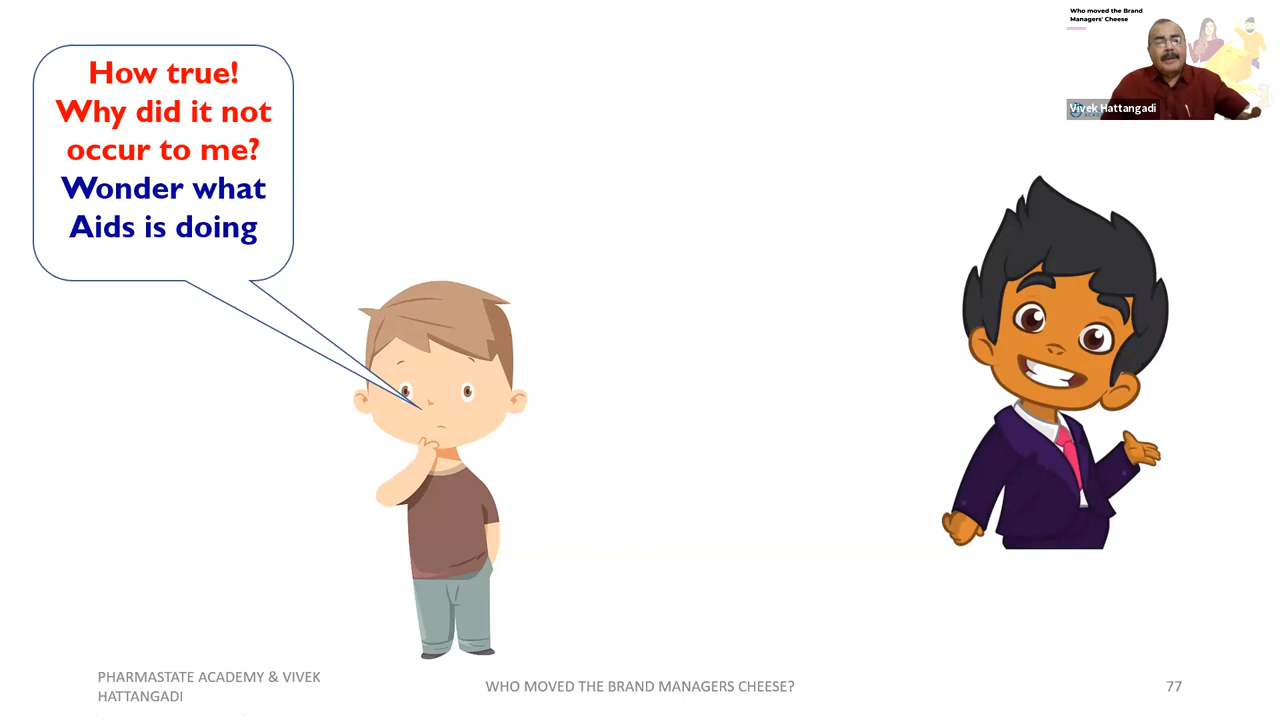 How true!
Why did it not
occur to me?
Wonder what
Aids is doing
Who moved the Brand
Managers' Cheese
Vivek Hattangadi
PHARMASTATE ACADEMY & VIVEK
HATTANGADI
WHO MOVED THE BRAND MANAGERS CHEESE?
77